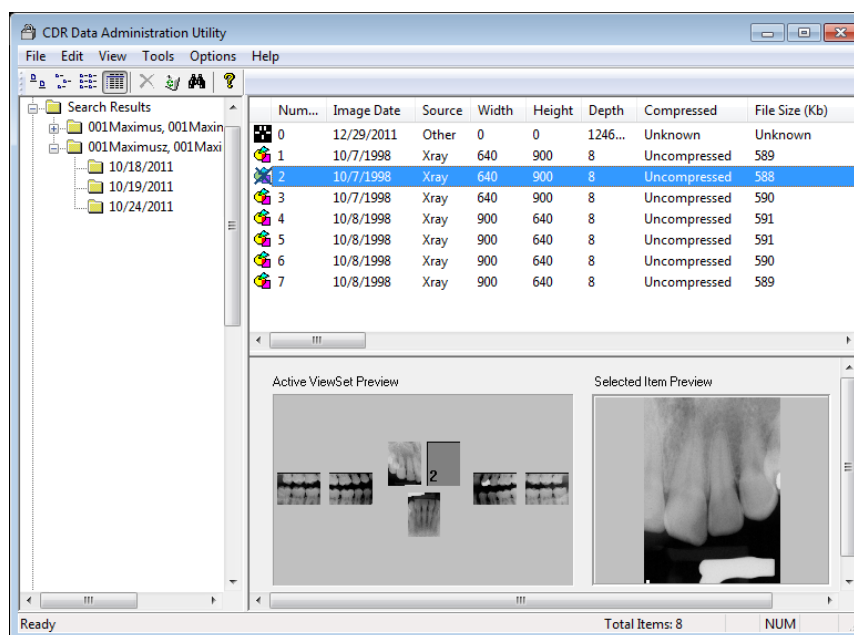 CDR Data Administration Utility
File Edit View Tools Options Help
Search Results
001Maximus, 001Maxin
001Maximusz, 001Maxi
10/18/2011
10/19/2011
10/24/2011
Num... Image Date Source Width Height Depth Compressed File Size (Kb)
0 12/29/2011 Other 0 0 1246... Unknown Unknown
1 10/7/1998 Xray 640 900 8 Uncompressed 589
2 10/7/1998 Xray 640 900 8 Uncompressed 588
3 10/7/1998 Xray 640 900 8 Uncompressed 590
4 10/8/1998 Xray 900 640 8 Uncompressed 591
5 10/8/1998 Xray 900 640 8 Uncompressed 591
6 10/8/1998 Xray 900 640 8 Uncompressed 590
7 10/8/1998 Xray 900 640 8 Uncompressed 589
Active ViewSet Preview
Selected Item Preview
2
Ready
Total Items: 8
NUM